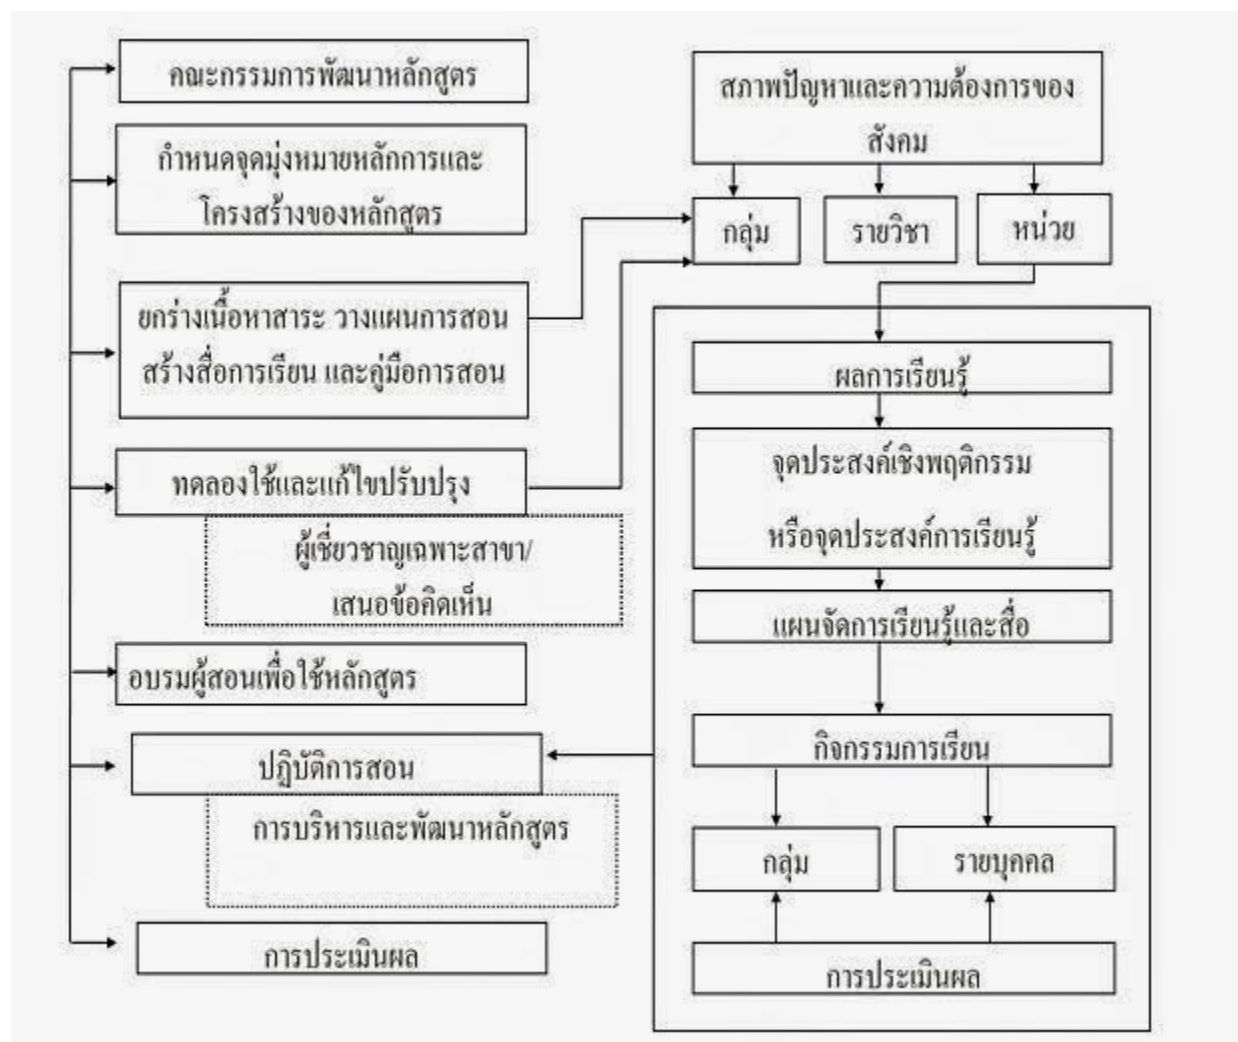 คณะกรรมการพัฒนาหลักสูตร
กำหนดจุดมุ่งหมายหลักการและ
โครงสร้างของหลักสูตร
ยกร่างเนื้อหาสาระ วางแผนการสอน
สร้างสื่อการเรียน และคู่มือการสอน
ทดลองใช้และแก้ไขปรับปรุง
ผู้เชี่ยวชาญเฉพาะสาขา/
เสนอข้อคิดเห็น
อบรมผู้สอนเพื่อใช้หลักสูตร
ปฏิบัติการสอน
การบริหารและพัฒนาหลักสูตร
การประเมินผล
สภาพปัญหาและความต้องการของ
สังคม
กลุ่ม
รายวิชา
หน่วย
ผลการเรียนรู้
จุดประสงค์เชิงพฤติกรรม
หรือจุดประสงค์การเรียนรู้
แผนจัดการเรียนรู้และสื่อ
กิจกรรมการเรียน
กลุ่ม
รายบุคคล
การประเมินผล